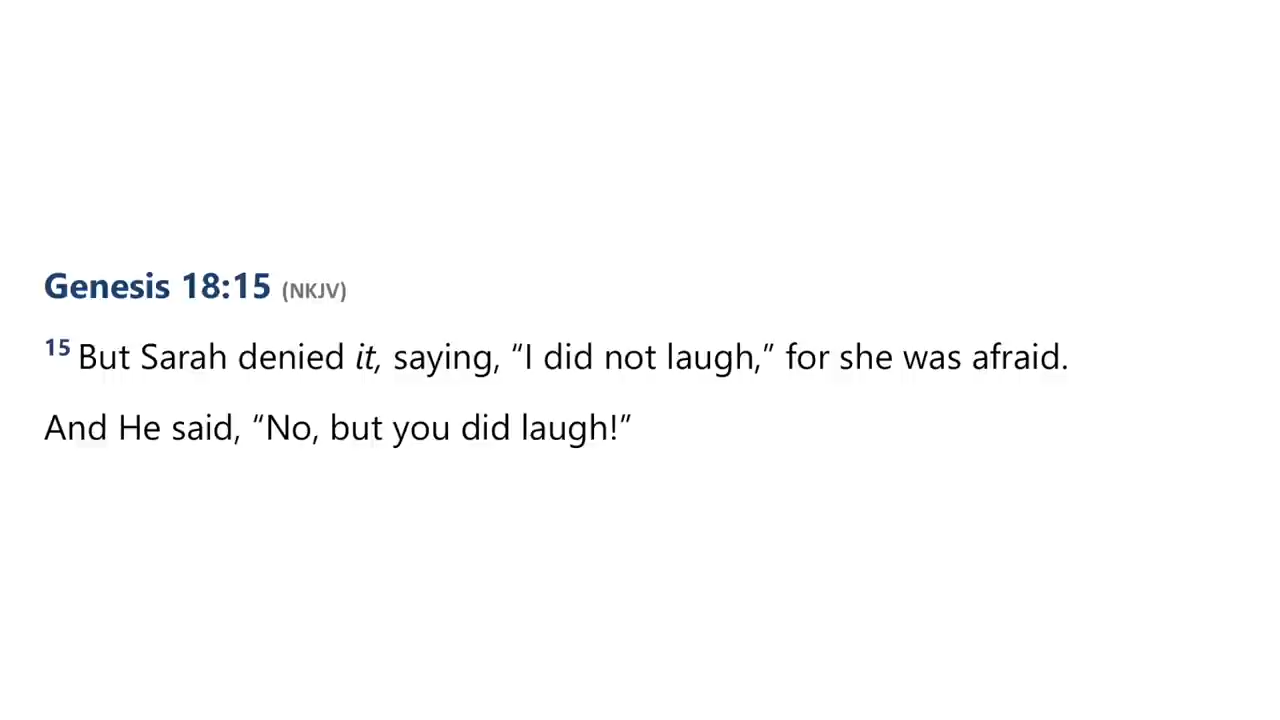 Genesis 18:15 (NKJV)
15 But Sarah denied it, saying, “I did not laugh,” for she was afraid.
And He said, “No, but you did laugh!”